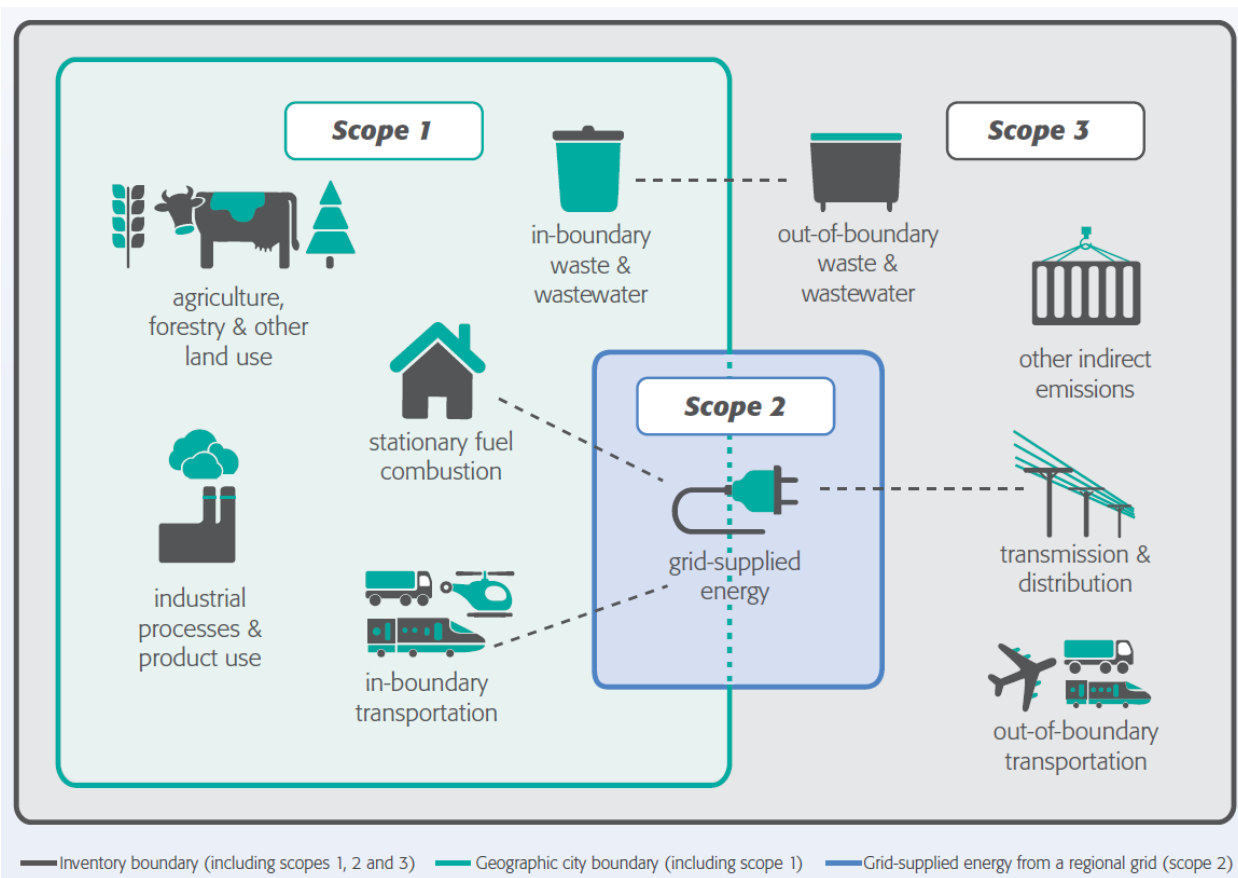 Scope 1
Scope 3
in-boundary
waste &
wastewater
out-of-boundary
waste &
wastewater
agriculture,
forestry & other
land use
other indirect
emissions
Scope 2
stationary fuel
combustion
grid-supplied
energy
transmission &
distribution
industrial
processes &
product use
in-boundary
transportation
out-of-boundary
transportation
Inventory boundary (including scopes 1, 2 and 3) Geographic city boundary (including scope 1) Grid-supplied energy from a regional grid (scope 2)